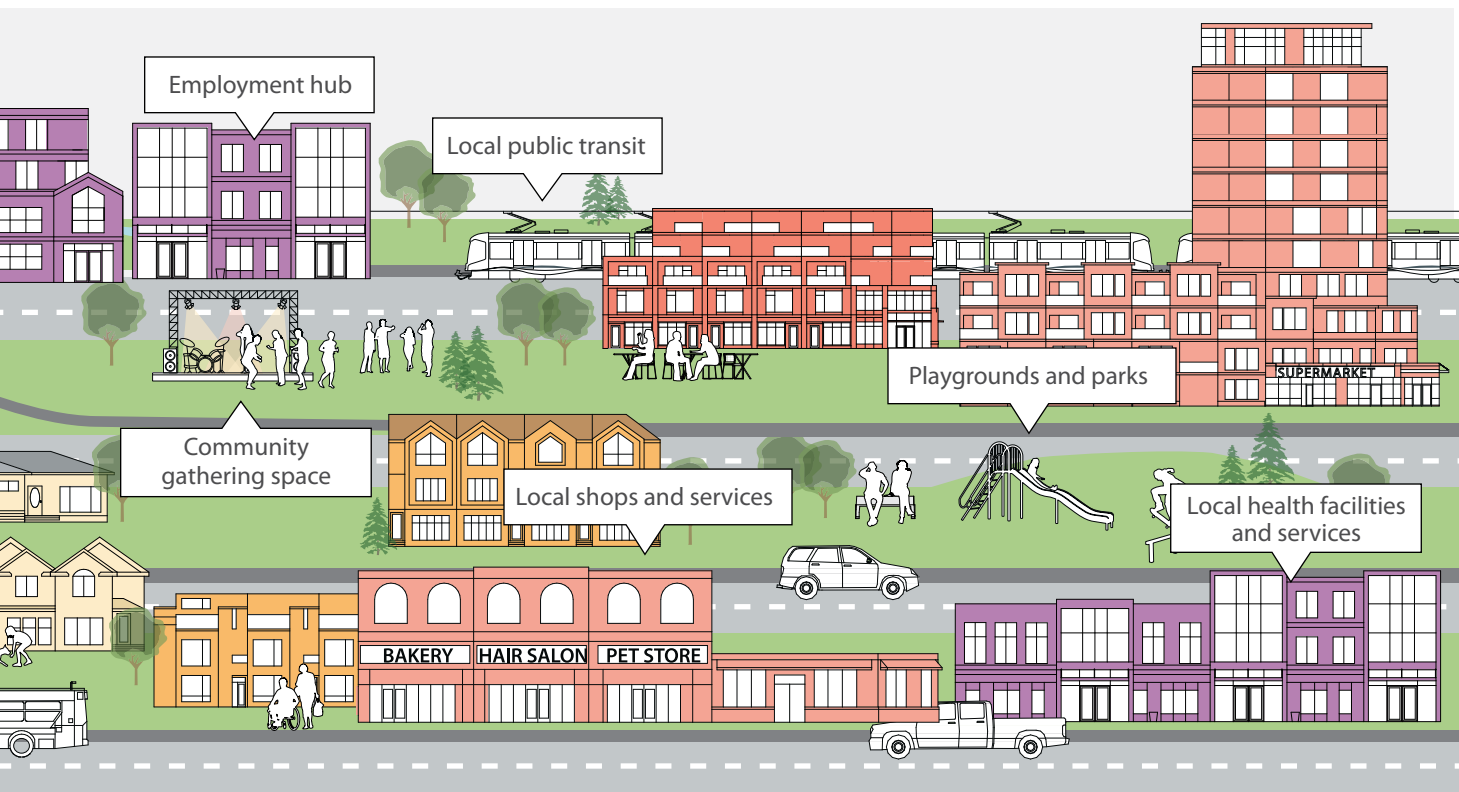 Employment hub
Local public transit
SUPERMARKET
Playgrounds and parks
Community
gathering space
Local shops and services
Local health facilities
and services
BAKERY
HAIR SALON
PET STORE